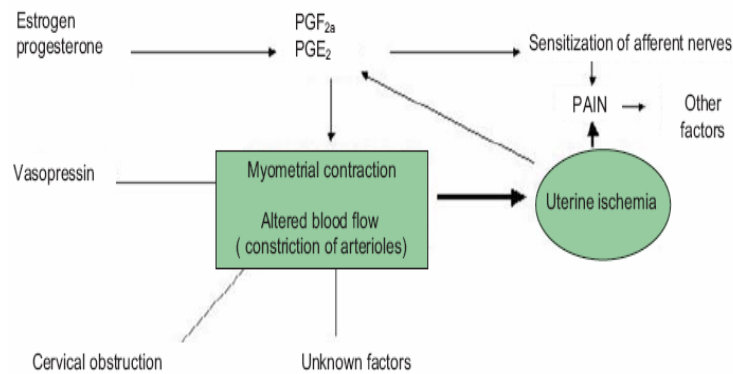 Estrogen
progesterone
PGF₂ₐ
PGE₂
Sensitization of afferent nerves
PAIN
Other
factors
Vasopressin
Myometrial contraction
Altered blood flow
( constriction of arterioles)
Uterine ischemia
Cervical obstruction
Unknown factors